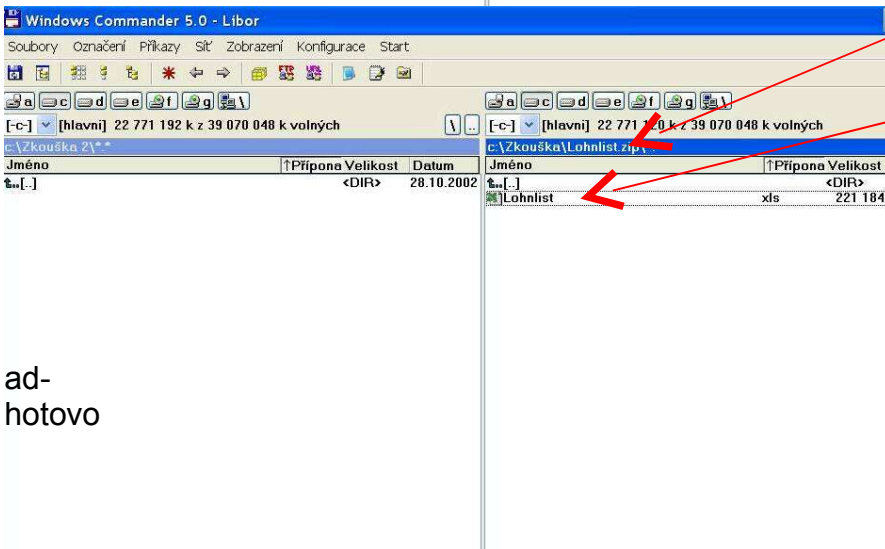 Windows Commander 5.0 - Libor
Soubory Označení Příkazy Síť Zobrazení Konfigurace Start
a c d e f g \
[-c-] [hlavni] 22 771 192 k z 39 070 048 k volných \ ..
c:\Zkouška 2\*.*
Jméno ↑Přípona Velikost Datum
[..] <DIR> 28.10.2002
a c d e f g \
[-c-] [hlavni] 22 771 120 k z 39 070 048 k volných
c:\Zkouška\Lohnlist.zip\
Jméno ↑Přípona Velikost
[..] <DIR>
Lohnlist xls 221 184
ad-
hotovo